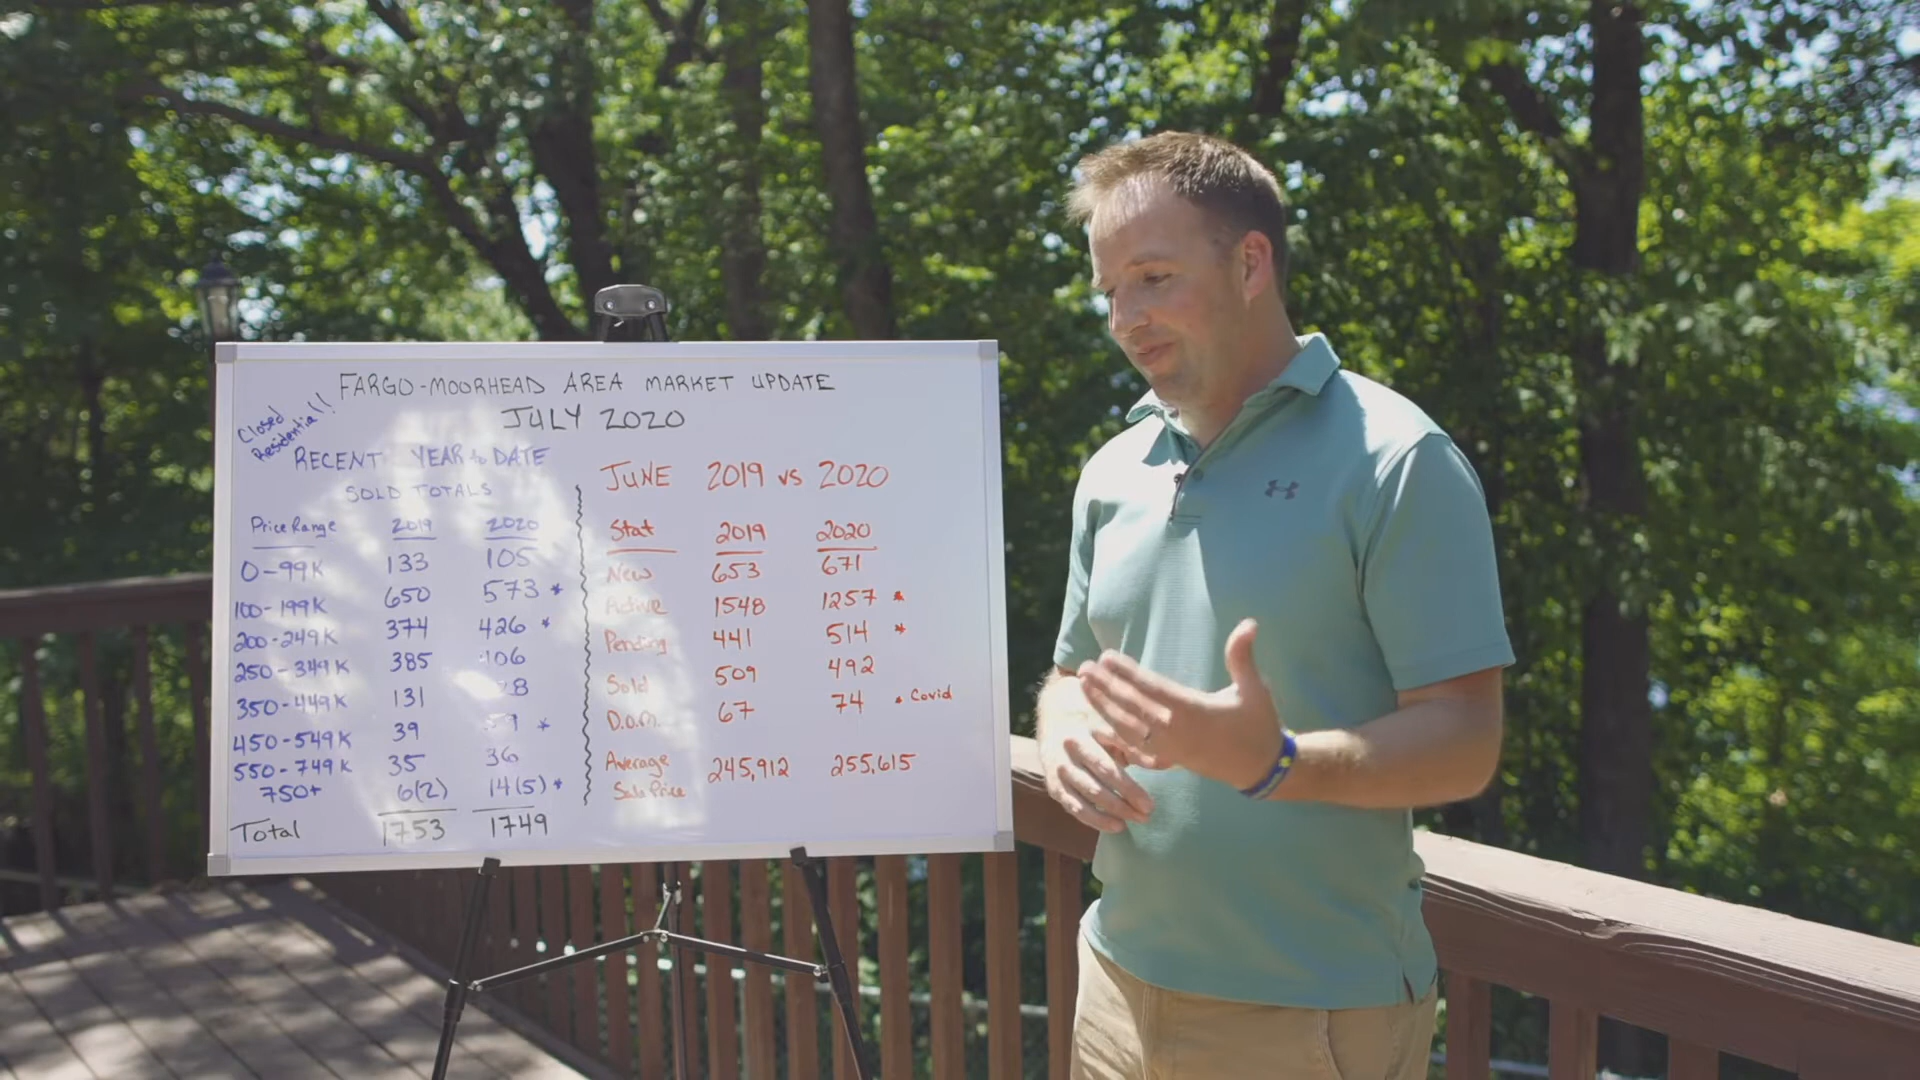 FARGO-MOORHEAD AREA MARKET UPDATE
JULY 2020
Closed
Residential!!
RECENT YEAR to DATE
SOLD TOTALS
Price Range 2019 2020
0-99K 133 105
100-199K 650 573 *
200-249K 374 426 *
250-349K 385 106
350-449K 131
450-549K 39 *
550-749K 35 36
750+ 6(2) 14(5) *
Total 1753 1749
JUNE 2019 vs 2020
Stat 2019 2020
New 653 671
Active 1548 1257 *
Pending 441 514 *
Sold 509 492
D.O.M. 67 74 * Covid
Average 245,912 255,615
Sale Price